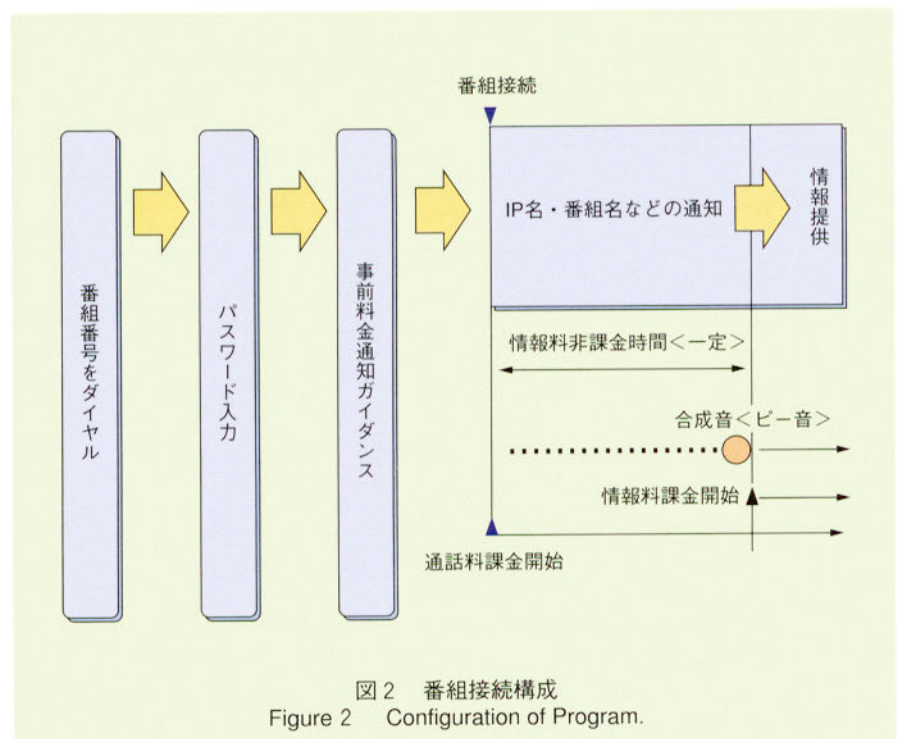 番組接続
番組番号をダイヤル
パスワード入力
事前料金通知ガイダンス
IP名・番組名などの通知
情報提供
情報料非課金時間＜一定＞
合成音＜ピー音＞
情報料課金開始
通話料課金開始
図2 番組接続構成
Figure 2 Configuration of Program.